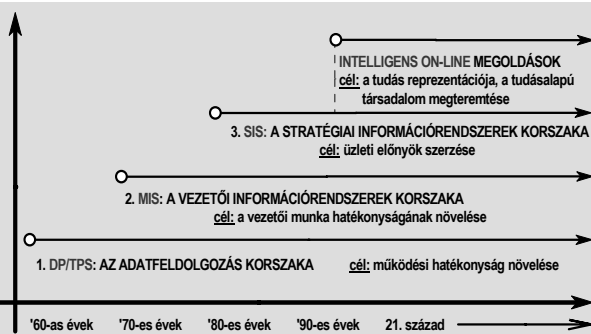 INTELLIGENS ON-LINE MEGOLDÁSOK
cél: a tudás reprezentációja, a tudásalapú
társadalom megteremtése
3. SIS: A STRATÉGIAI INFORMÁCIÓRENDSZEREK KORSZAKA
cél: üzleti előnyök szerzése
2. MIS: A VEZETŐI INFORMÁCIÓRENDSZEREK KORSZAKA
cél: a vezetői munka hatékonyságának növelése
1. DP/TPS: AZ ADATFELDOLGOZÁS KORSZAKA cél: működési hatékonyság növelése
'60-as évek '70-es évek '80-es évek '90-es évek 21. század